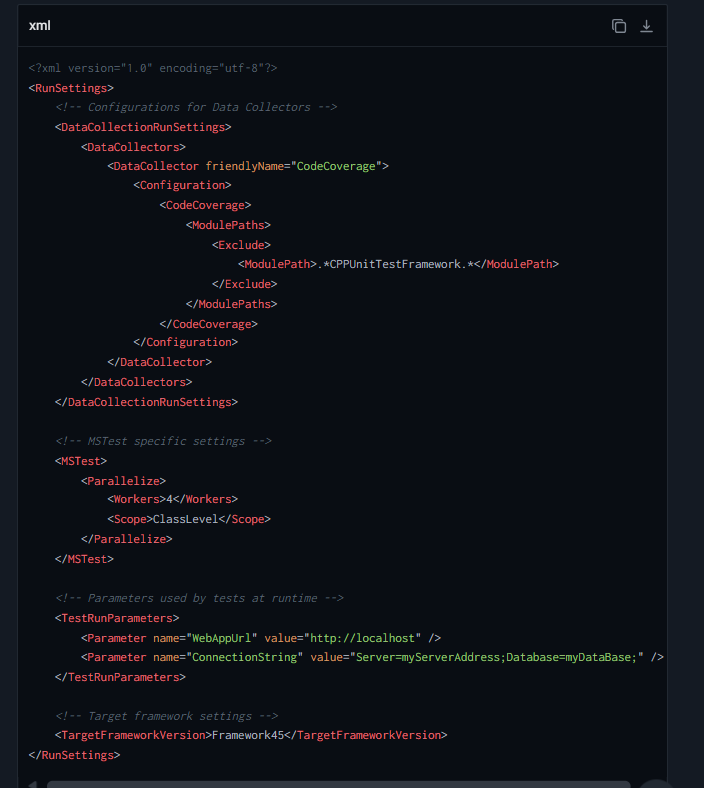 xml
<?xml version="1.0" encoding="utf-8"?>
<RunSettings>
    <!-- Configurations for Data Collectors -->
    <DataCollectionRunSettings>
        <DataCollectors>
            <DataCollector friendlyName="CodeCoverage">
                <Configuration>
                    <CodeCoverage>
                        <ModulePaths>
                            <Exclude>
                                <ModulePath>.*CPPUnitTestFramework.*</ModulePath>
                            </Exclude>
                        </ModulePaths>
                    </CodeCoverage>
                </Configuration>
            </DataCollector>
        </DataCollectors>
    </DataCollectionRunSettings>

    <!-- MSTest specific settings -->
    <MSTest>
        <Parallelize>
            <Workers>4</Workers>
            <Scope>ClassLevel</Scope>
        </Parallelize>
    </MSTest>

    <!-- Parameters used by tests at runtime -->
    <TestRunParameters>
        <Parameter name="WebAppUrl" value="http://localhost" />
        <Parameter name="ConnectionString" value="Server=myServerAddress;Database=myDataBase;" />
    </TestRunParameters>

    <!-- Target framework settings -->
    <TargetFrameworkVersion>Framework45</TargetFrameworkVersion>
</RunSettings>